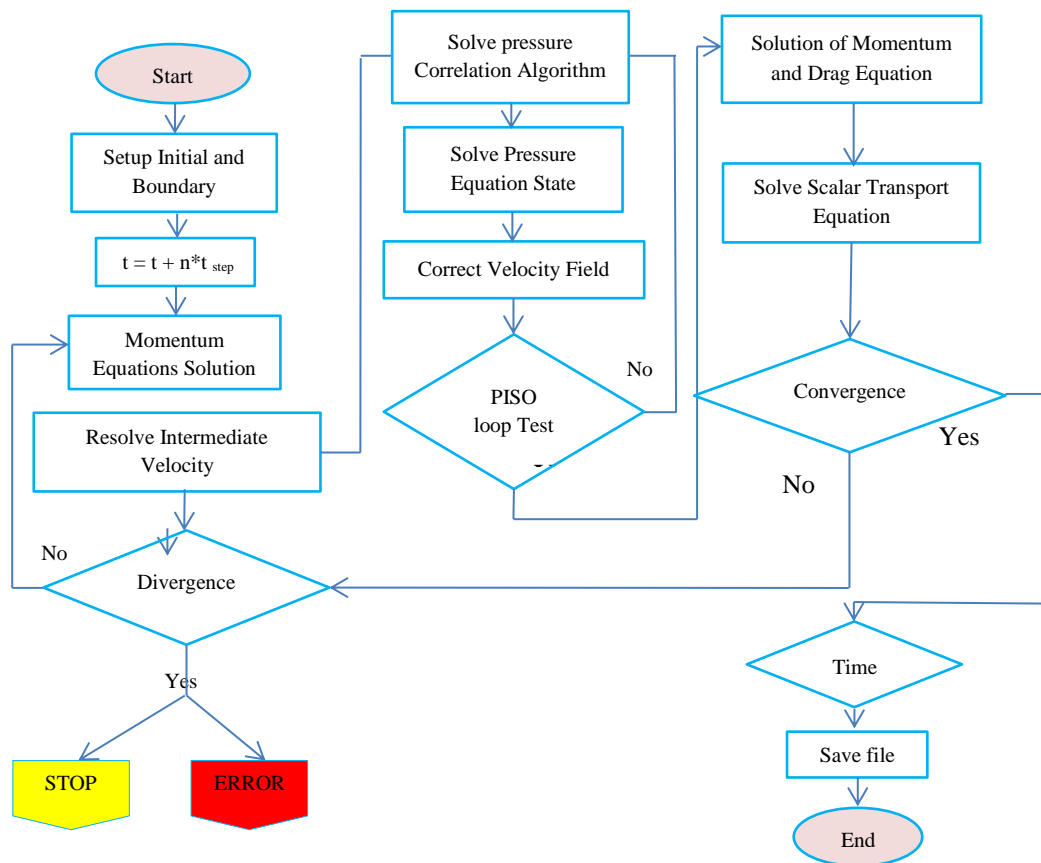 Start
Setup Initial and
Boundary
t = t + n*t step
Momentum
Equations Solution
Resolve Intermediate
Velocity
No
Divergence
Yes
STOP
ERROR
Solve pressure
Correlation Algorithm
Solve Pressure
Equation State
Correct Velocity Field
No
PISO
loop Test
Solution of Momentum
and Drag Equation
Solve Scalar Transport
Equation
Convergence
Yes
No
Time
Save file
End